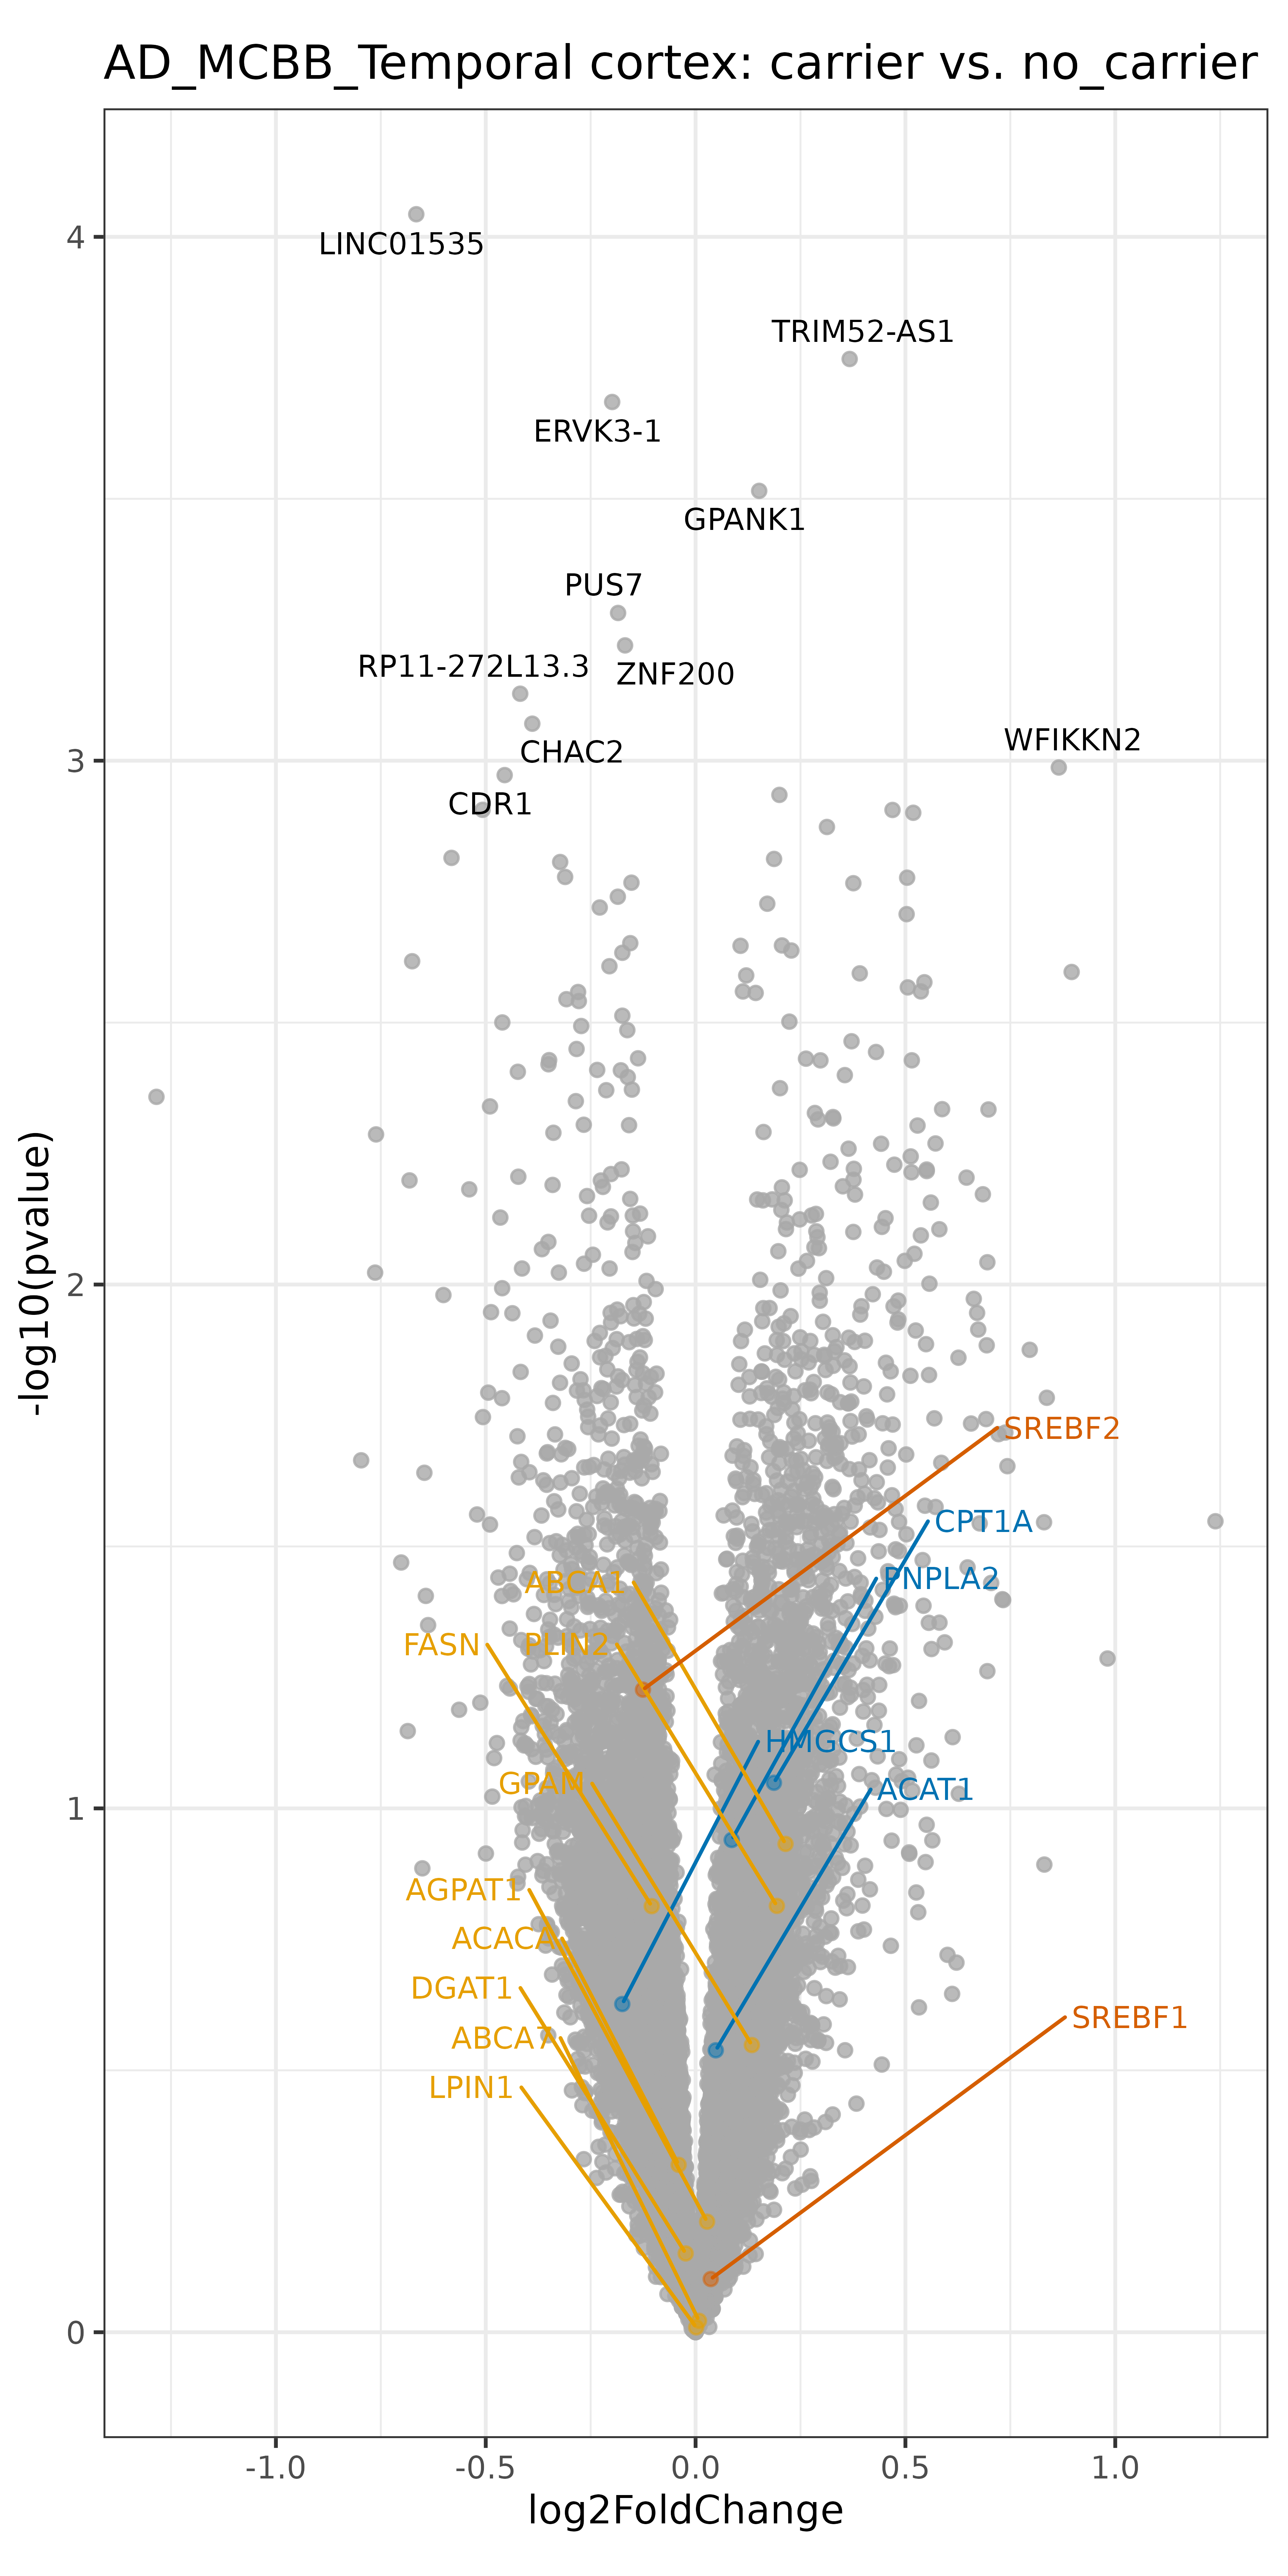 AD_MCBB_Temporal cortex: carrier vs. no_carrier
4
LINC01535
TRIM52-AS1
ERVK3-1
GPANK1
PUS7
RP11-272L13.3
ZNF200
CHAC2
WFIKKN2
3
CDR1
-log10(pvalue)
2
SREBF2
CPT1A
ABCA1
PNPLA2
FASN
PLIN2
HMGCS1
GPAM
ACAT1
1
AGPAT1
ACACA
DGAT1
SREBF1
ABCA7
LPIN1
0
-1.0 -0.5 0.0 0.5 1.0
log2FoldChange